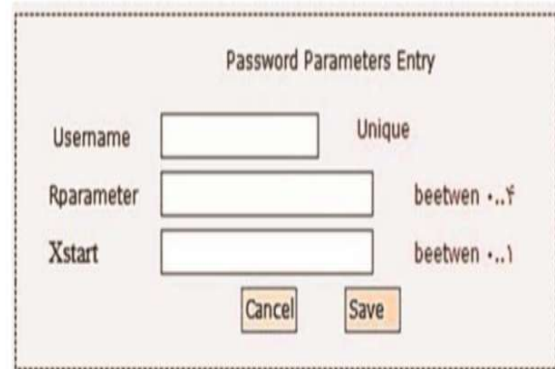 Password Parameters Entry
Username Unique
Rparameter beetwen ۰..۴
Xstart beetwen ۰..۱
Cancel Save